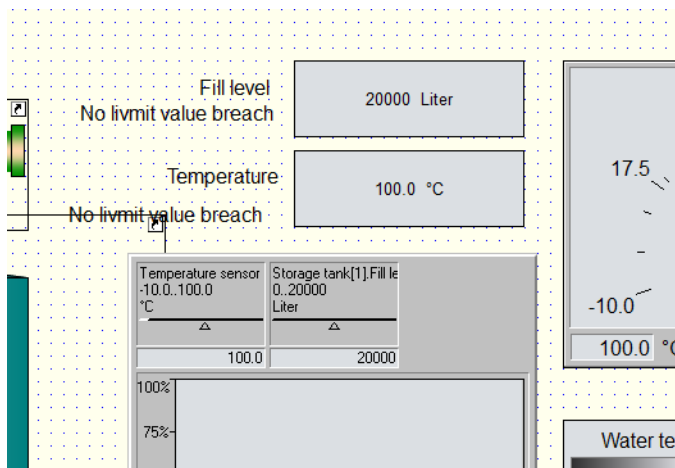 Fill level
No livmit value breach
20000 Liter
Temperature
No livmit value breach
100.0 °C
17.5
-10.0
100.0 °C
Temperature sensor
-10.0..100.0
°C
100.0
Storage tank[1].Fill le
0..20000
Liter
20000
100%
75%
Water te